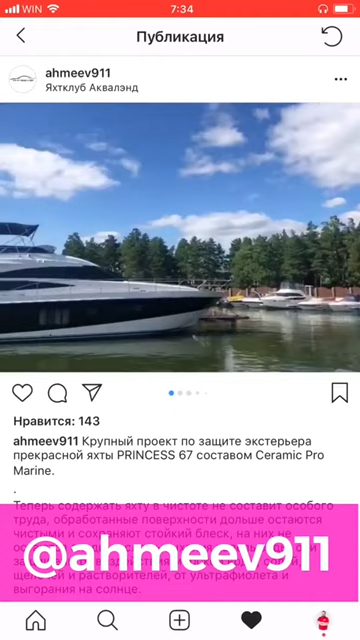 WIN
7:34
Публикация
ahmeev911
Яхтклуб Аквалэнд
Нравится: 143
ahmeev911 Крупный проект по защите экстерьера
прекрасной яхты PRINCESS 67 составом Ceramic Pro
Marine.
.
Теперь содержать яхту в чистоте не составит особого
труда, обработанные поверхности дольше остаются
чистыми и сохраняют стойкий блеск, на них не
@ahmeev911
и растворителей, от ультрафиолета и
выгорания на солнце.